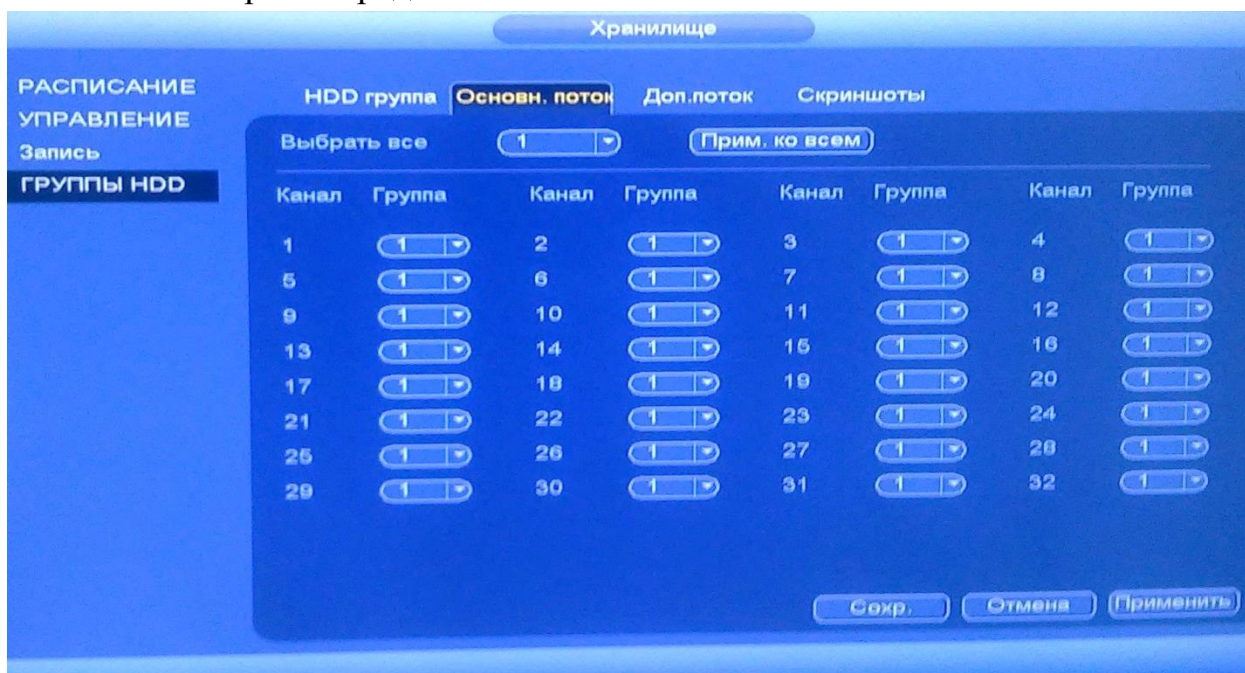 Хранилище
РАСПИСАНИЕ
УПРАВЛЕНИЕ
Запись
ГРУППЫ HDD
HDD группа Основн. поток Доп.поток Скриншоты
Выбрать все 1 Прим. ко всем
Канал Группа Канал Группа Канал Группа Канал Группа
1 1 2 1 3 1 4 1
5 1 6 1 7 1 8 1
9 1 10 1 11 1 12 1
13 1 14 1 15 1 16 1
17 1 18 1 19 1 20 1
21 1 22 1 23 1 24 1
25 1 26 1 27 1 28 1
29 1 30 1 31 1 32 1
Сохр. Отмена Применить